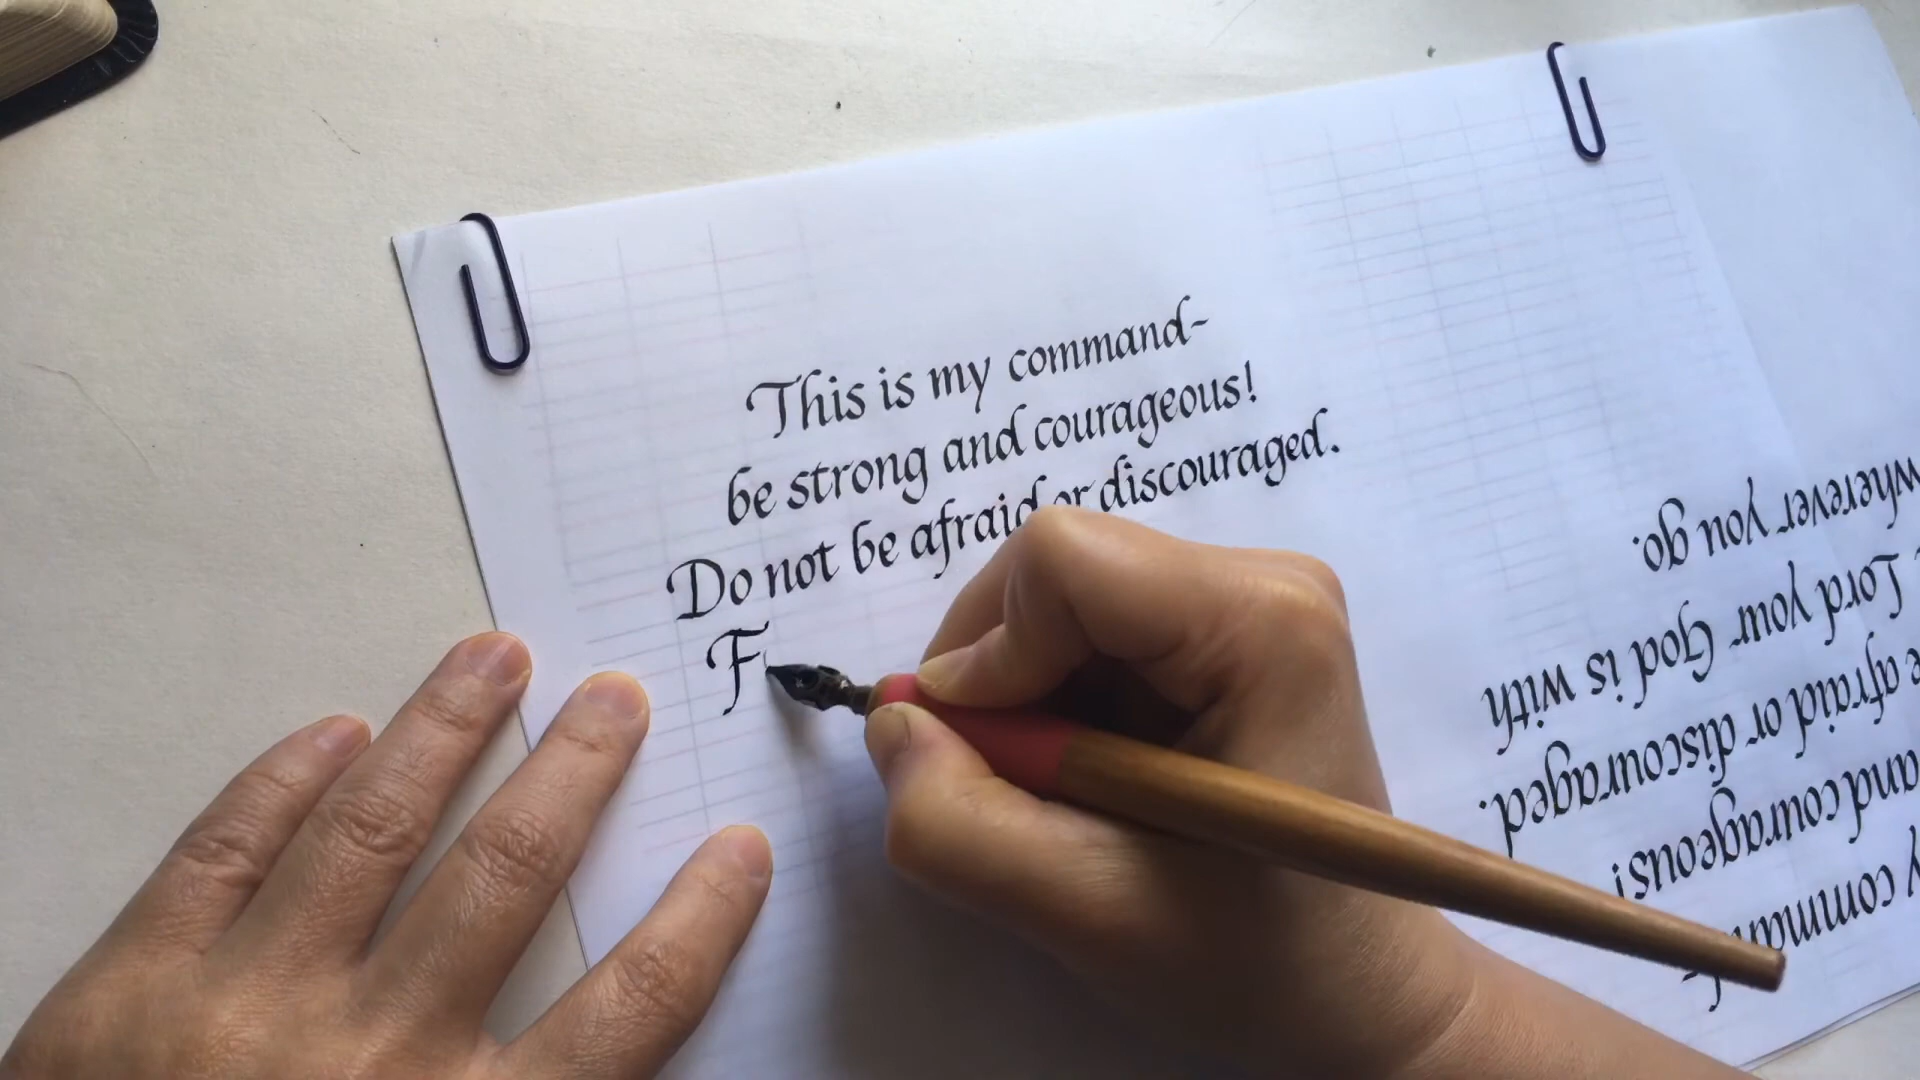 This is my command-
be strong and courageous!
Do not be afraid or discouraged.
F
wherever you go.
Lord your God is with
afraid or discouraged.
and courageous!